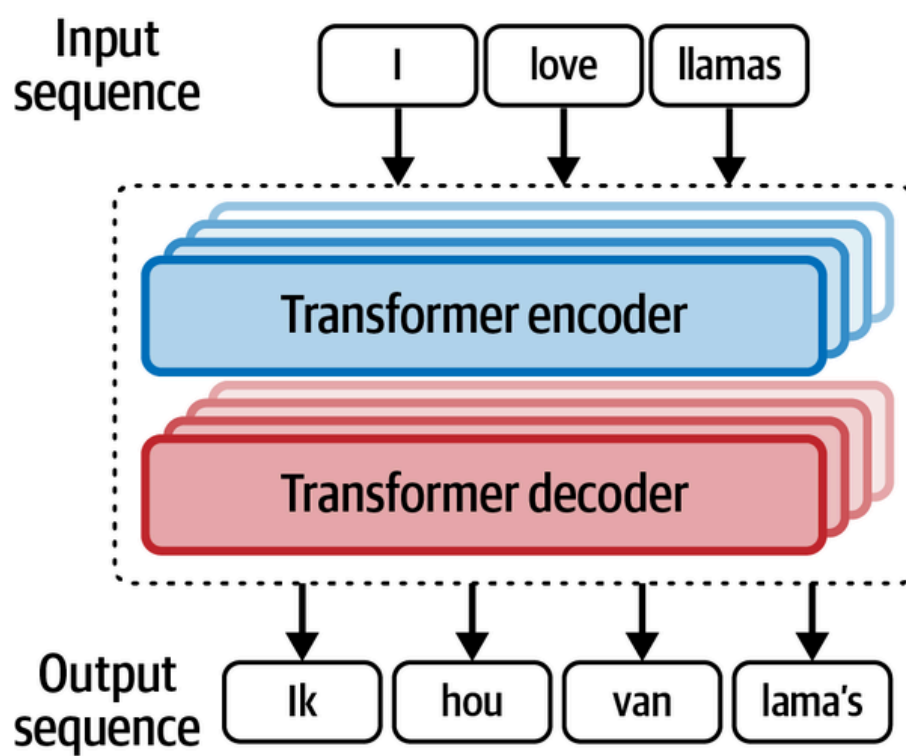 Input
sequence
I love llamas
Transformer encoder
Transformer decoder
Output
sequence
Ik hou van lama's